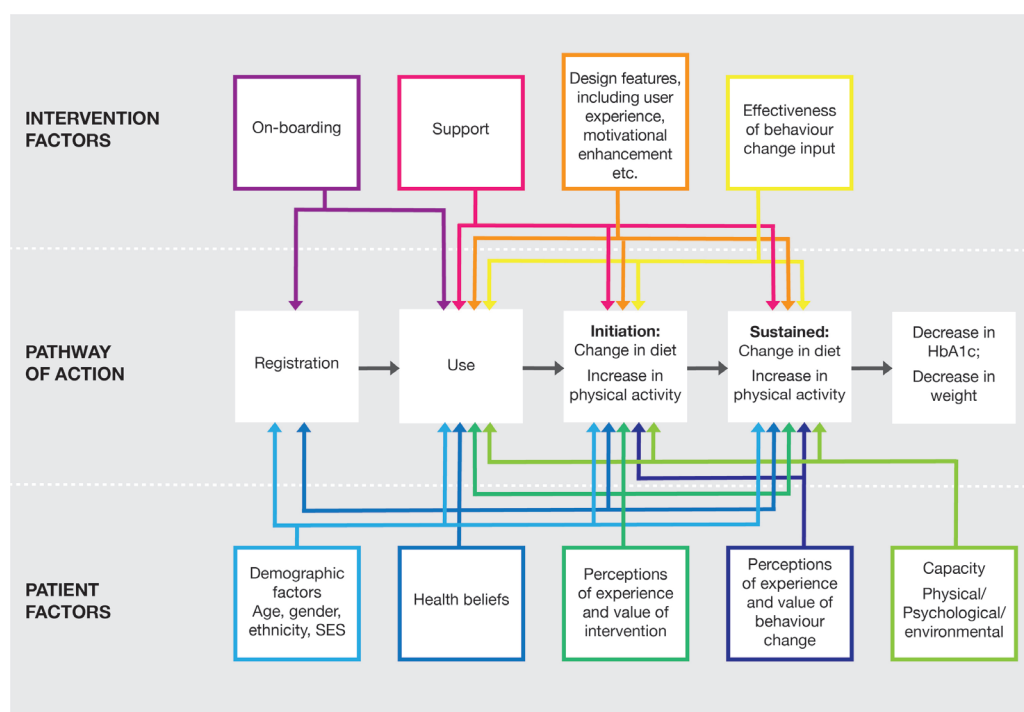 INTERVENTION
FACTORS
On-boarding
Support
Design features,
including user
experience,
motivational
enhancement
etc.
Effectiveness
of behaviour
change input
PATHWAY
OF ACTION
Registration
Use
Initiation:
Change in diet
Increase in
physical activity
Sustained:
Change in diet
Increase in
physical activity
Decrease in
HbA1c;
Decrease in
weight
PATIENT
FACTORS
Demographic
factors
Age, gender,
ethnicity, SES
Health beliefs
Perceptions
of experience
and value of
intervention
Perceptions
of experience
and value of
behaviour
change
Capacity
Physical/
Psychological/
environmental